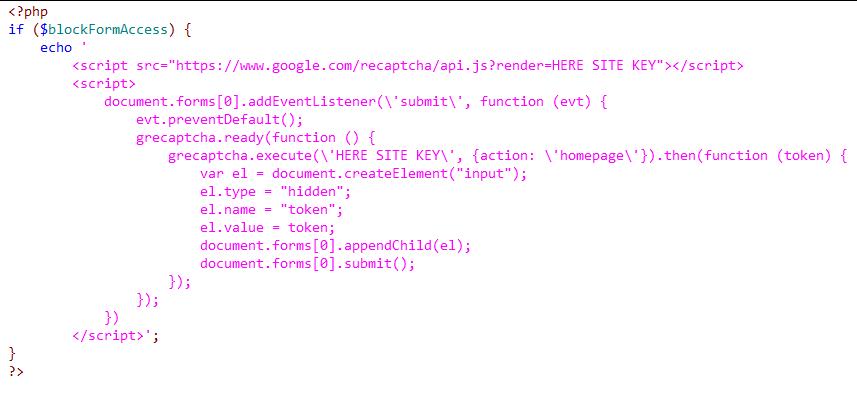 <?php
if ($blockFormAccess) {
    echo '
        <script src="https://www.google.com/recaptcha/api.js?render=HERE SITE KEY"></script>
        <script>
            document.forms[0].addEventListener(\'submit\', function (evt) {
                evt.preventDefault();
                grecaptcha.ready(function () {
                    grecaptcha.execute(\'HERE SITE KEY\', {action: \'homepage\'}).then(function (token) {
                        var el = document.createElement("input");
                        el.type = "hidden";
                        el.name = "token";
                        el.value = token;
                        document.forms[0].appendChild(el);
                        document.forms[0].submit();
                    });
                });
            })
        </script>';
}
?>